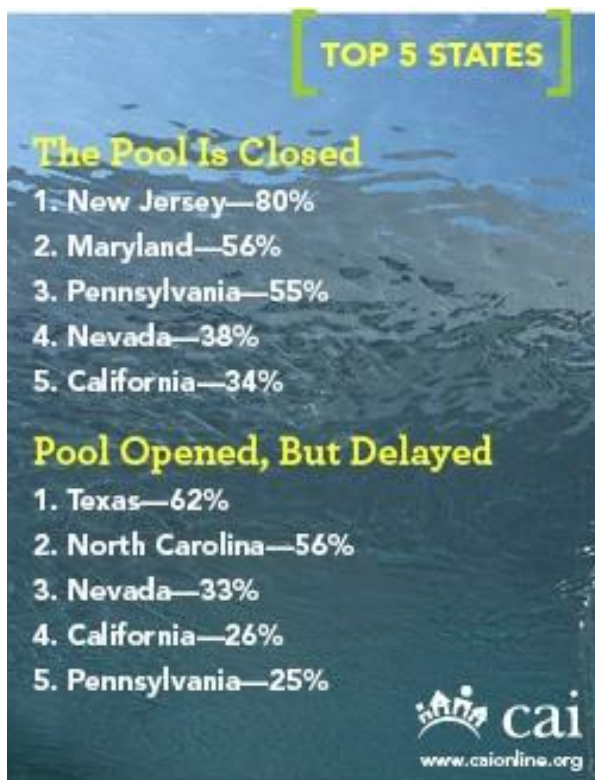 TOP 5 STATES
The Pool Is Closed
1. New Jersey—80%
2. Maryland—56%
3. Pennsylvania—55%
4. Nevada—38%
5. California—34%
Pool Opened, But Delayed
1. Texas—62%
2. North Carolina—56%
3. Nevada—33%
4. California—26%
5. Pennsylvania—25%
cai
www.caionline.org